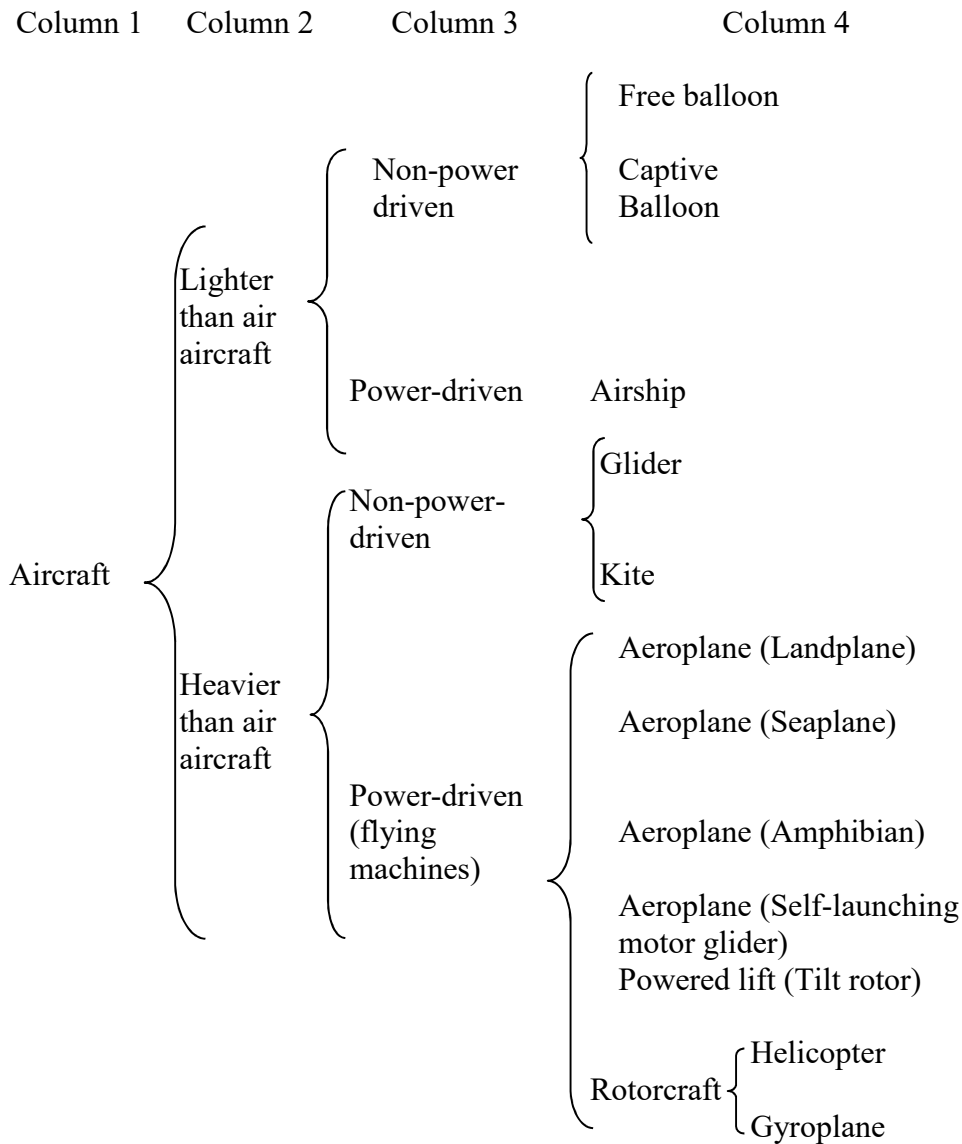 Column 1 Column 2 Column 3 Column 4
Free balloon
Non-power
driven
Captive
Balloon
Lighter
than air
aircraft
Power-driven Airship
Glider
Non-power-
driven
Aircraft
Kite
Aeroplane (Landplane)
Heavier
than air
aircraft
Aeroplane (Seaplane)
Power-driven
(flying
machines)
Aeroplane (Amphibian)
Aeroplane (Self-launching
motor glider)
Powered lift (Tilt rotor)
Helicopter
Rotorcraft
Gyroplane